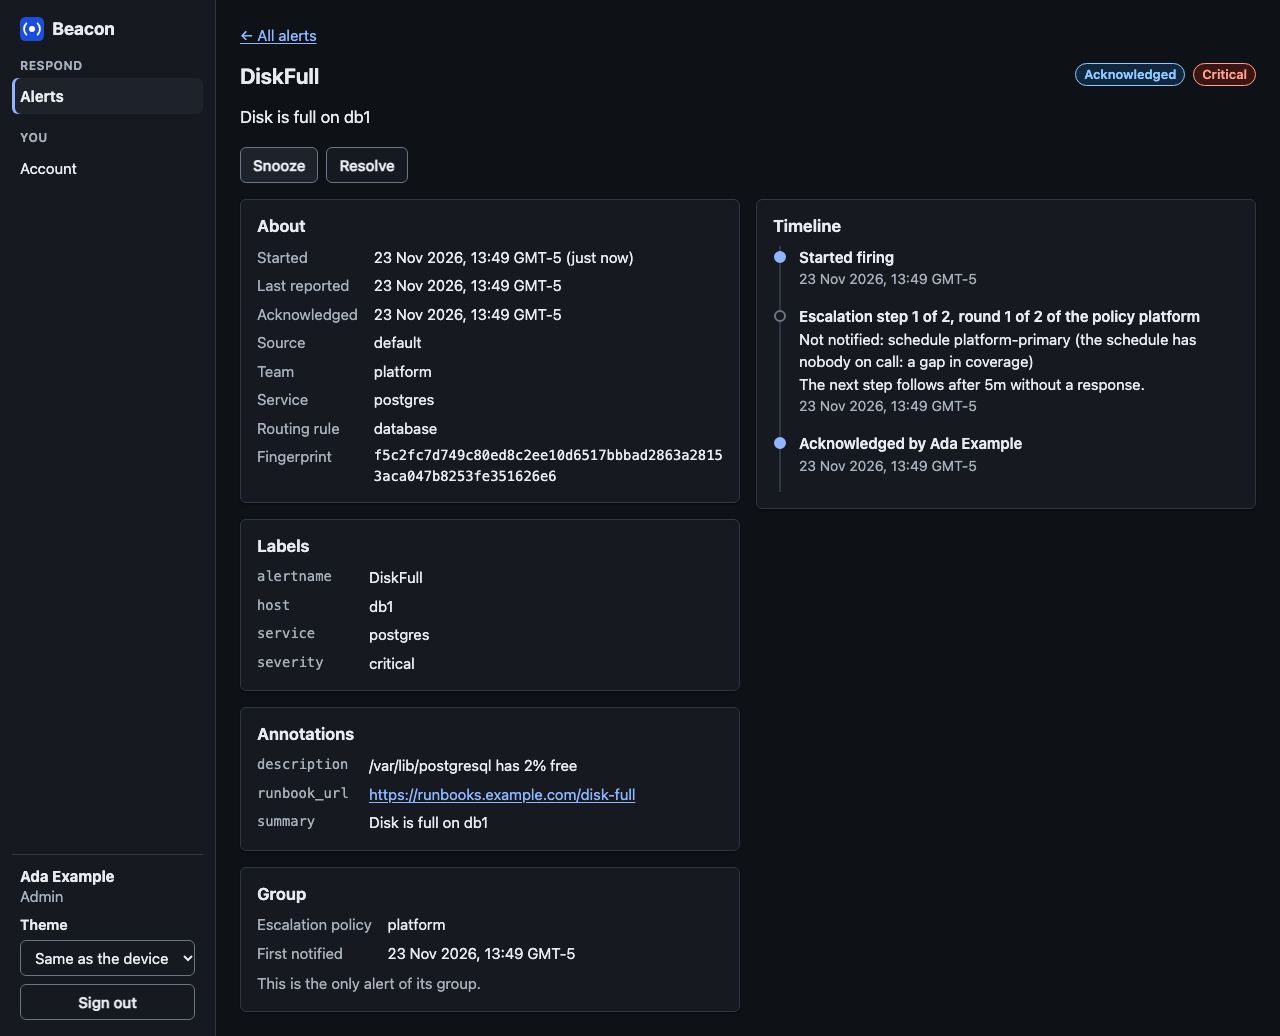 Beacon
RESPOND
Alerts
YOU
Account
Ada Example
Admin
Theme
Same as the device
Sign out
← All alerts
DiskFull
Acknowledged
Critical
Disk is full on db1
Snooze
Resolve
About
Started 23 Nov 2026, 13:49 GMT-5 (just now)
Last reported 23 Nov 2026, 13:49 GMT-5
Acknowledged 23 Nov 2026, 13:49 GMT-5
Source default
Team platform
Service postgres
Routing rule database
Fingerprint f5c2fc7d749c80ed8c2ee10d6517bbbad2863a2815
3aca047b8253fe351626e6
Labels
alertname DiskFull
host db1
service postgres
severity critical
Annotations
description /var/lib/postgresql has 2% free
runbook_url https://runbooks.example.com/disk-full
summary Disk is full on db1
Group
Escalation policy platform
First notified 23 Nov 2026, 13:49 GMT-5
This is the only alert of its group.
Timeline
Started firing
23 Nov 2026, 13:49 GMT-5
Escalation step 1 of 2, round 1 of 2 of the policy platform
Not notified: schedule platform-primary (the schedule has
nobody on call: a gap in coverage)
The next step follows after 5m without a response.
23 Nov 2026, 13:49 GMT-5
Acknowledged by Ada Example
23 Nov 2026, 13:49 GMT-5